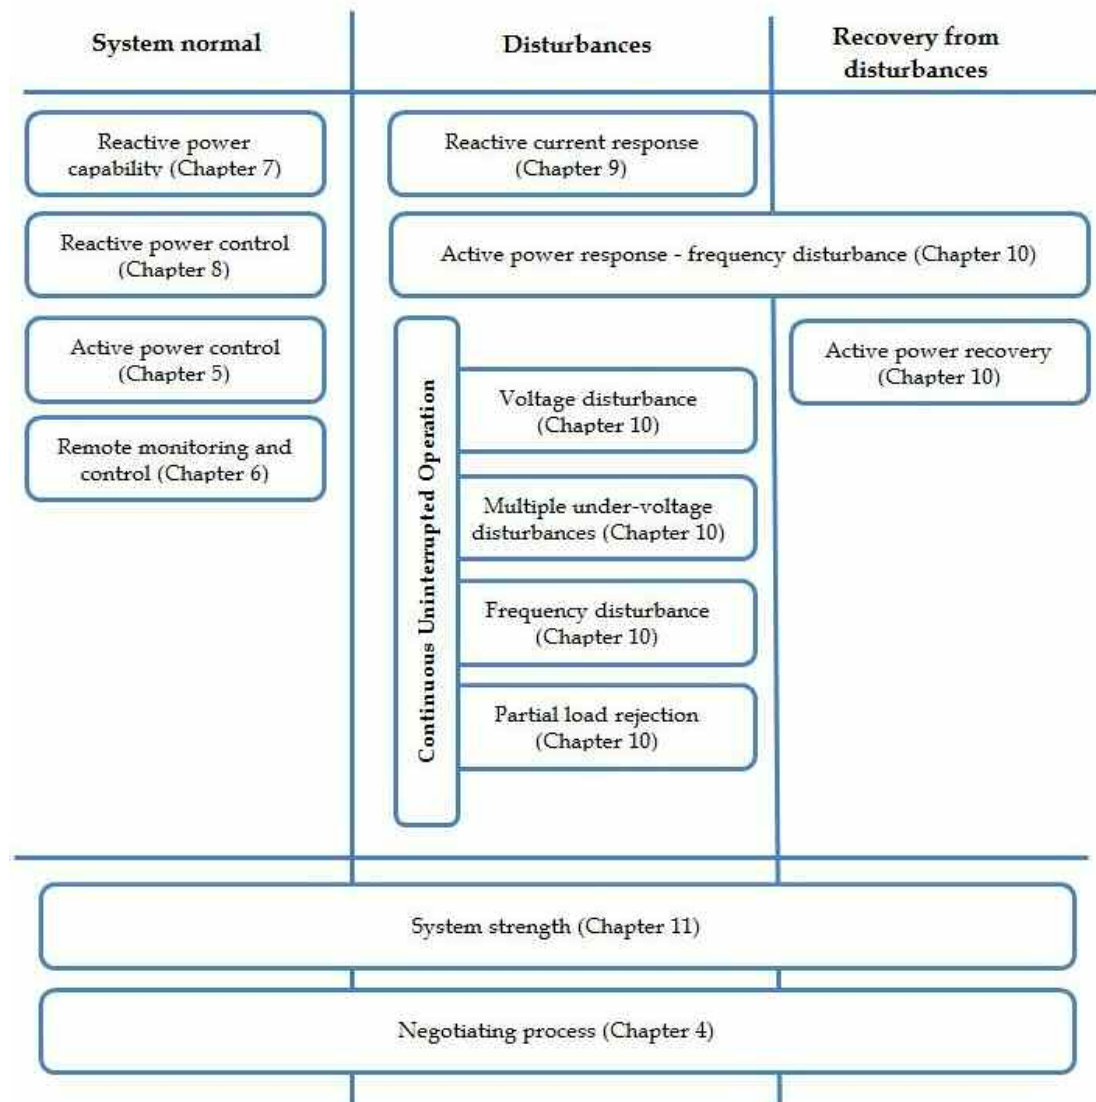 System normal
Disturbances
Recovery from
disturbances
Reactive power
capability (Chapter 7)
Reactive current response
(Chapter 9)
Reactive power control
(Chapter 8)
Active power response - frequency disturbance (Chapter 10)
Active power control
(Chapter 5)
Active power recovery
(Chapter 10)
Remote monitoring and
control (Chapter 6)
Continuous Uninterrupted Operation
Voltage disturbance
(Chapter 10)
Multiple under-voltage
disturbances (Chapter 10)
Frequency disturbance
(Chapter 10)
Partial load rejection
(Chapter 10)
System strength (Chapter 11)
Negotiating process (Chapter 4)